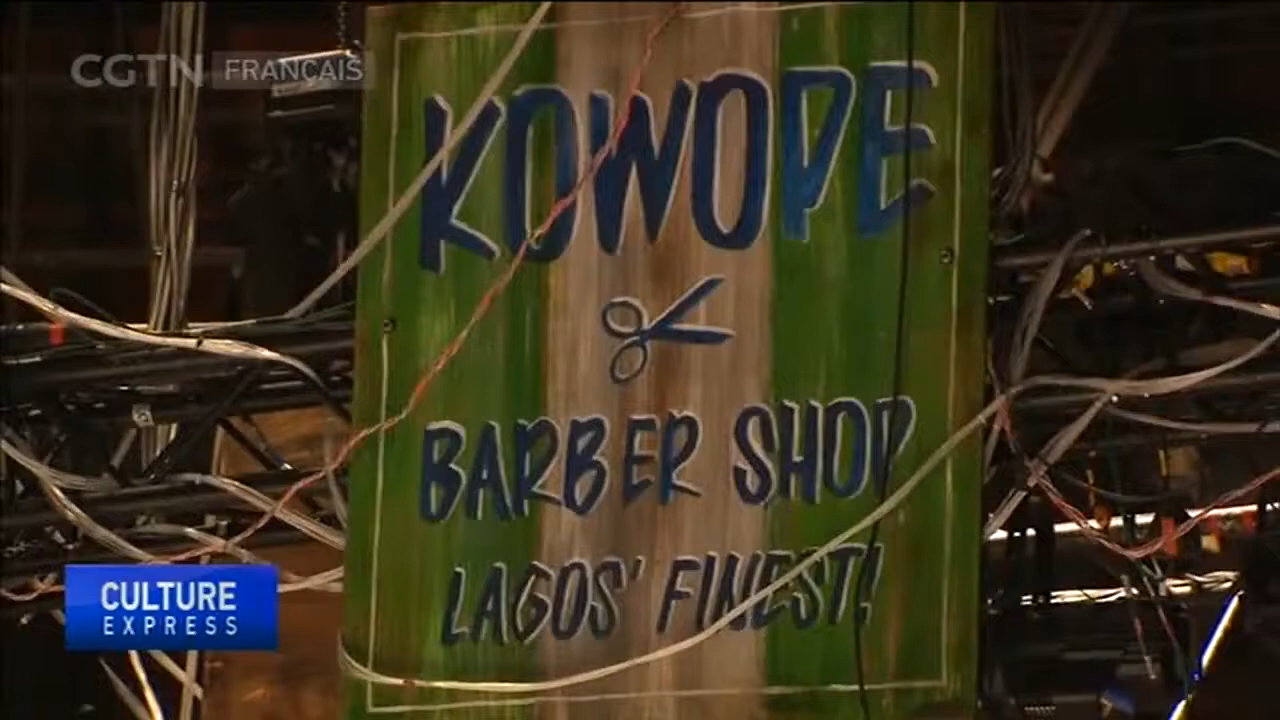 CGTN FRANÇAIS
KOWOPE
BARBER SHOP
LAGOS' FINEST!
CULTURE
EXPRESS